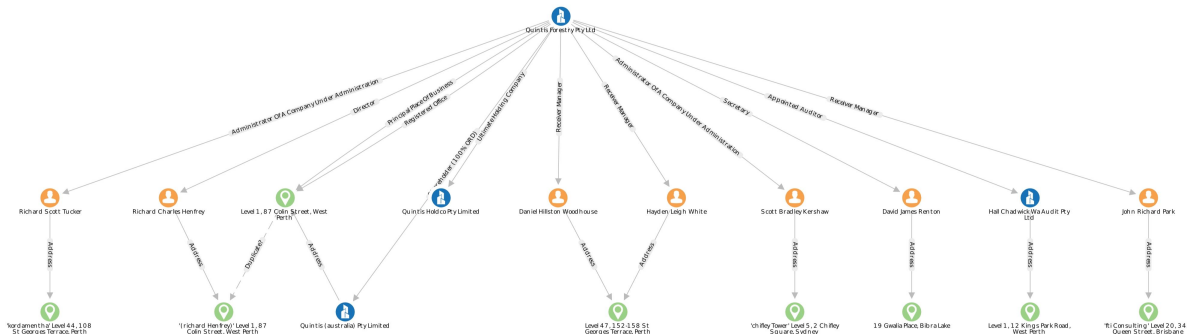 Quintis Forestry Pty Ltd
Administrator Of A Company Under Administration
Director
Principal Place Of Business
Registered Office
Ultimate Holding Company
(100% ORD)
Receiver Manager
Receiver Manager
Administrator Of A Company Under Administration
Secretary
Appointed Auditor
Receiver Manager
Richard Scott Tucker
Richard Charles Henfrey
Level 1, 87 Colin Street, West
Perth
Quintis Holdco Pty Limited
Daniel Hillston Woodhouse
Hayden Leigh White
Scott Bradley Kershaw
David James Renton
Hall Chadwick Wa Audit Pty
Ltd
John Richard Park
Address
Address
Duplicate?
Address
Address
Address
Address
Address
Address
Address
'kordamentha' Level 44, 108
St Georges Terrace, Perth
'(richard Henfrey)' Level 1, 87
Colin Street, West Perth
Quintis (australia) Pty Limited
Level 47, 152-158 St
Georges Terrace, Perth
'chifley Tower' Level 5, 2 Chifley
Square, Sydney
19 Gwalia Place, Bibra Lake
Level 1, 12 Kings Park Road,
West Perth
'fti Consulting' Level 20, 34
Queen Street, Brisbane